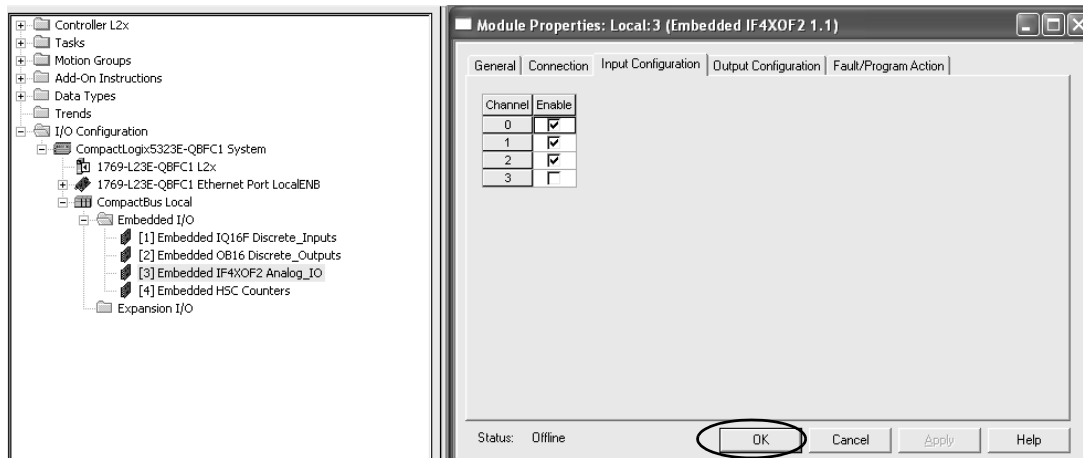 Controller L2x
Tasks
Motion Groups
Add-On Instructions
Data Types
Trends
I/O Configuration
CompactLogix5323E-QBFC1 System
1769-L23E-QBFC1 L2x
1769-L23E-QBFC1 Ethernet Port LocalENB
CompactBus Local
Embedded I/O
[1] Embedded IQ16F Discrete_Inputs
[2] Embedded OB16 Discrete_Outputs
[3] Embedded IF4XOF2 Analog_IO
[4] Embedded HSC Counters
Expansion I/O
Module Properties: Local:3 (Embedded IF4XOF2 1.1)
General Connection Input Configuration Output Configuration Fault/Program Action
Channel Enable
0
1
2
3
Status: Offline OK Cancel Apply Help